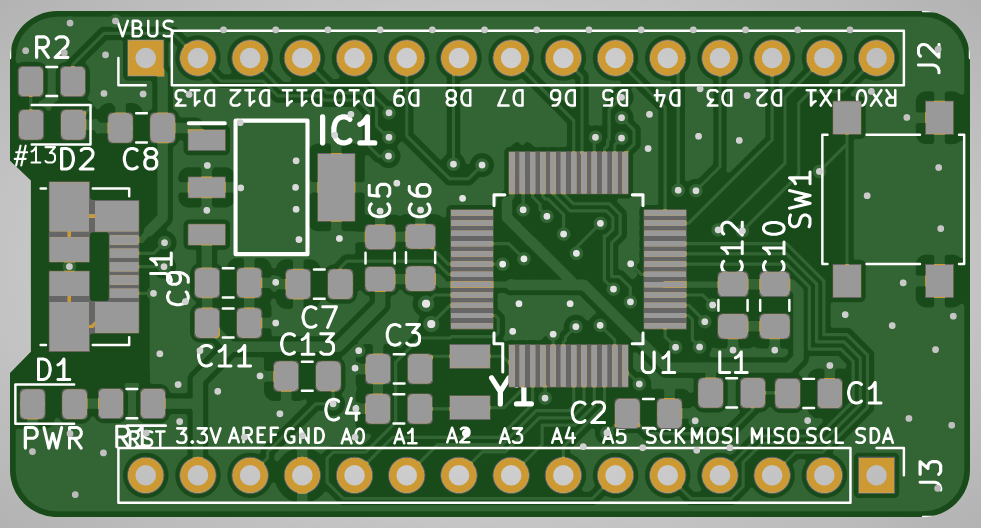 VBUS
R2
J2
D13 D12 D11 D10 D9 D8 D7 D6 D5 D4 D3 D2 TX1 RX0
#13 D2
C8
IC1
SW1
C5 C6
J1
C12 C10
C9
C7
C11
C13
C3
U1
L1
D1
Y1
C4
C2
C1
PWR
R1
RST 3.3V AREF GND A0 A1 A2 A3 A4 A5 SCK MOSI MISO SCL SDA
J3